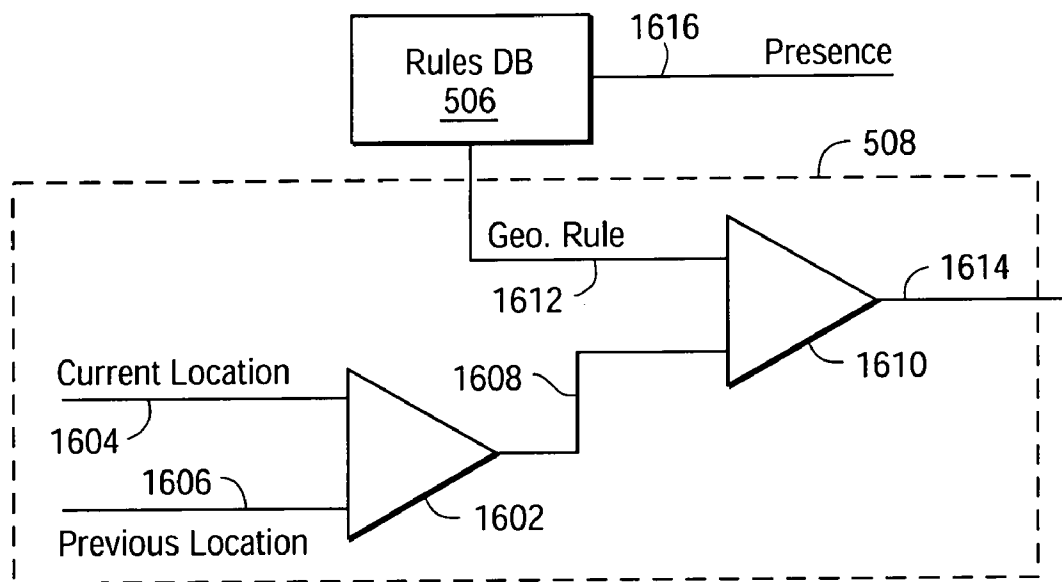 1616
Rules DB
506
Presence
508
Geo. Rule
1612
1614
1610
Current Location
1604
1608
1606
1602
Previous Location